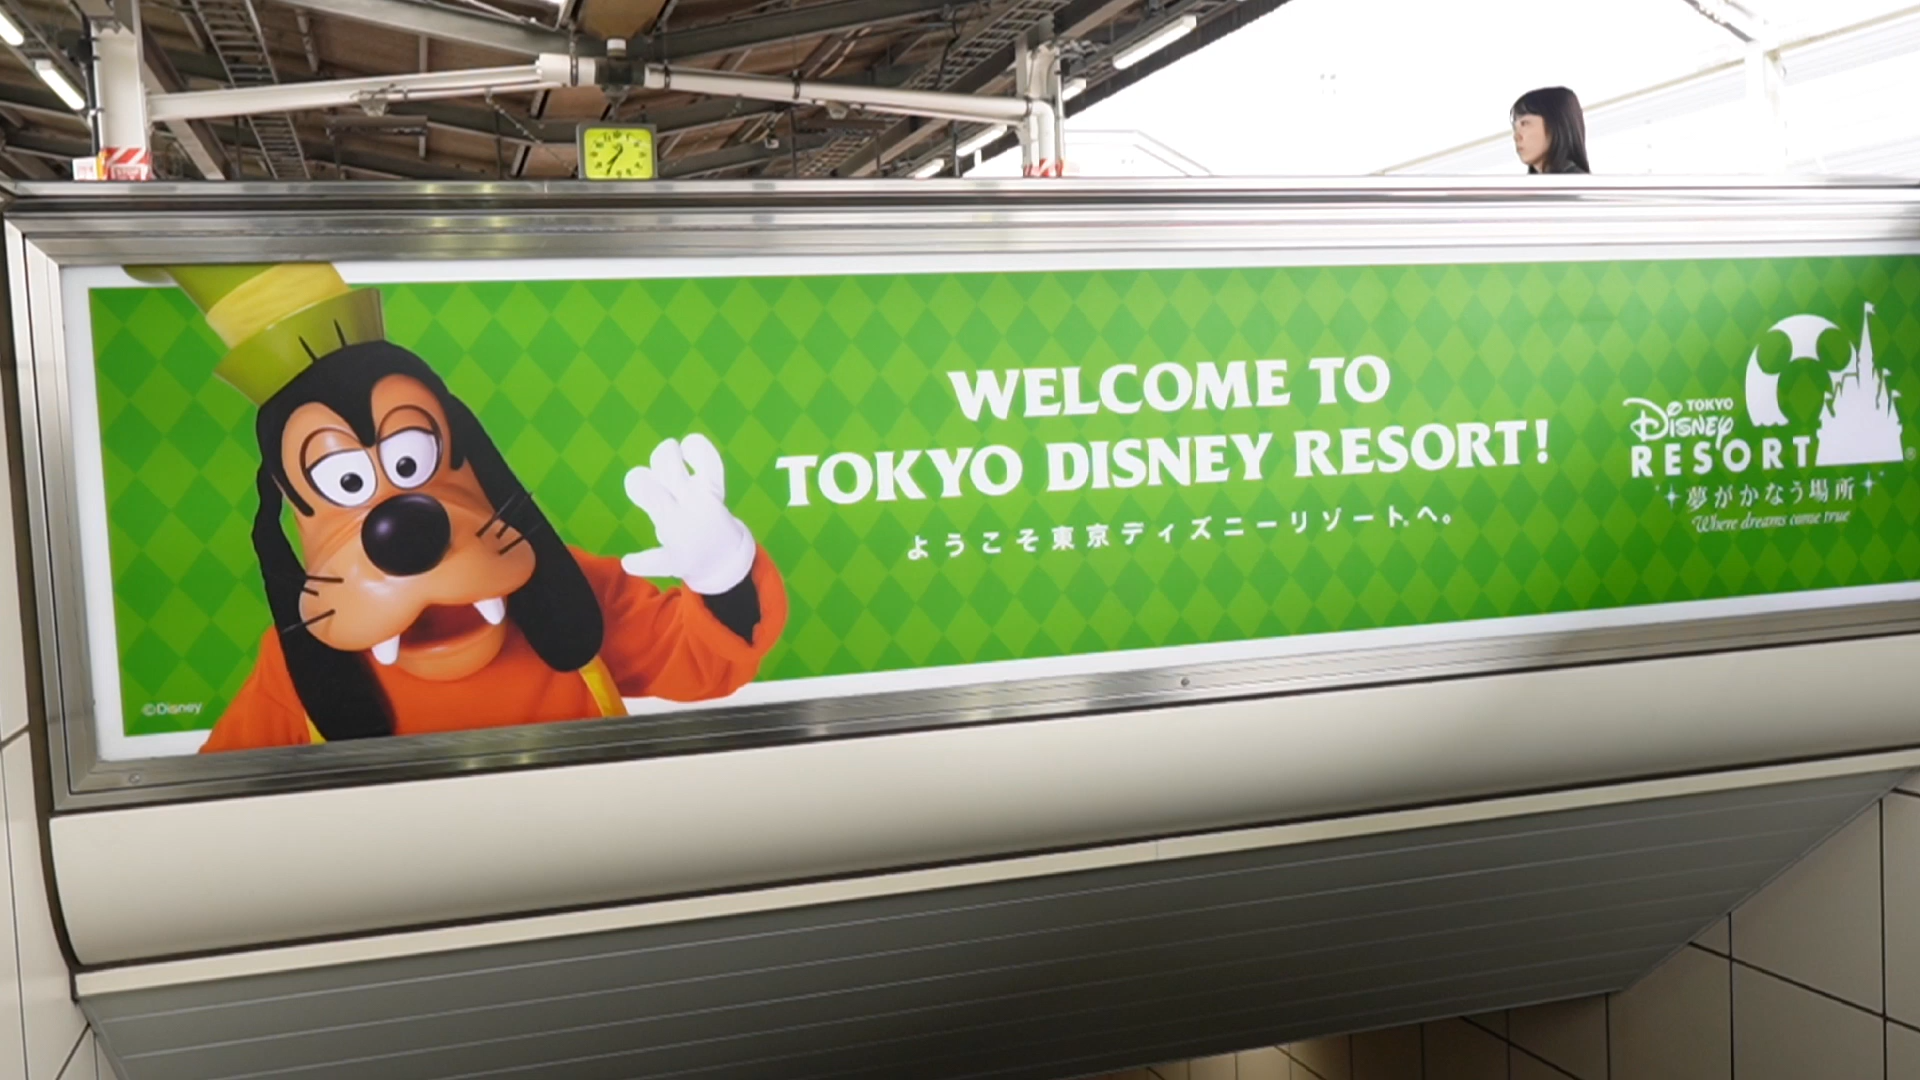 WELCOME TO
TOKYO DISNEY RESORT!
ようこそ東京ディズニーリゾートへ。
TOKYO
Disney
RESORT
夢がかなう場所
Where dreams come true
©Disney